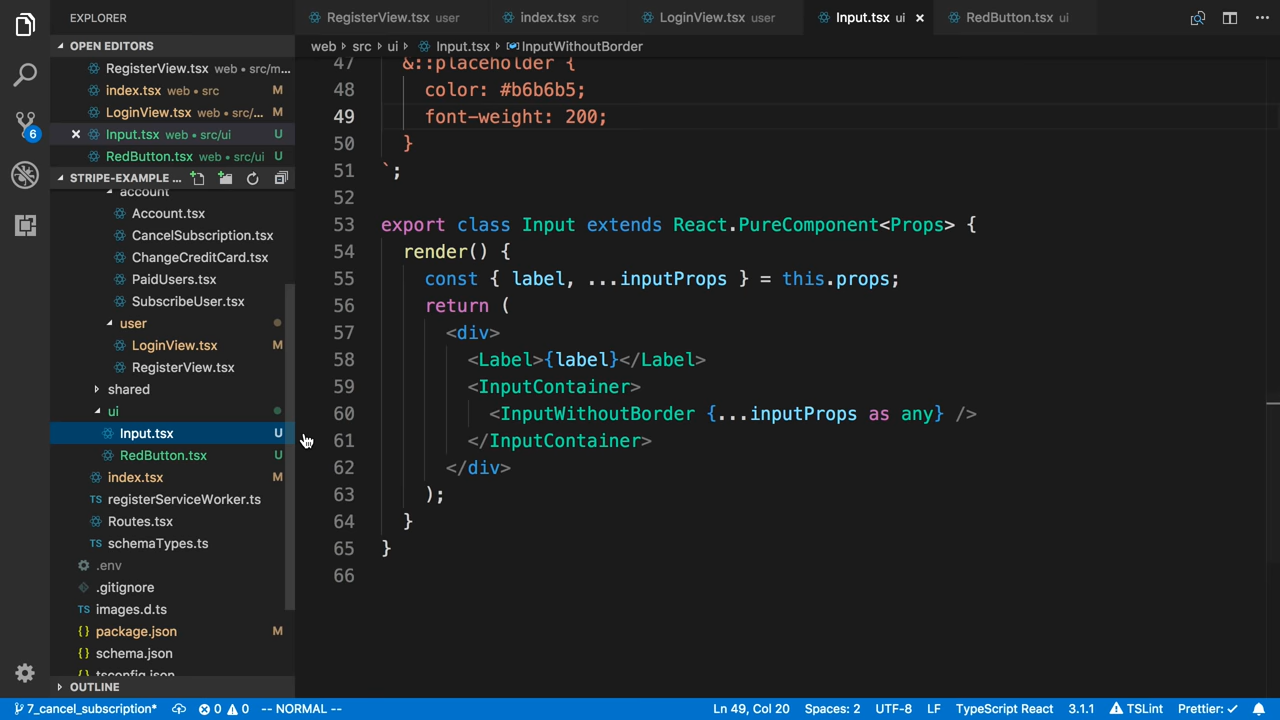 EXPLORER
RegisterView.tsx user
index.tsx src
LoginView.tsx user
Input.tsx ui
RedButton.tsx ui
OPEN EDITORS
web src ui Input.tsx InputWithoutBorder
RegisterView.tsx web • src/m...
index.tsx web • src M
LoginView.tsx web • src/... M
Input.tsx web • src/ui U
RedButton.tsx web • src/ui U
6
STRIPE-EXAMPLE ...
account
Account.tsx
CancelSubscription.tsx
ChangeCreditCard.tsx
PaidUsers.tsx
SubscribeUser.tsx
user
LoginView.tsx M
RegisterView.tsx
shared
ui
Input.tsx U
RedButton.tsx U
index.tsx M
TS registerServiceWorker.ts
Routes.tsx
TS schemaTypes.ts
.env
.gitignore
TS images.d.ts
{} package.json M
{} schema.json
{} tsconfig.json
OUTLINE
47 &::placeholder {
48 color: #b6b6b5;
49 font-weight: 200;
50 }
51 `;
52
53 export class Input extends React.PureComponent<Props> {
54 render() {
55 const { label, ...inputProps } = this.props;
56 return (
57 <div>
58 <Label>{label}</Label>
59 <InputContainer>
60 <InputWithoutBorder {...inputProps as any} />
61 </InputContainer>
62 </div>
63 );
64 }
65 }
66
7_cancel_subscription* 0 0 -- NORMAL -- Ln 49, Col 20 Spaces: 2 UTF-8 LF TypeScript React 3.1.1 TSLint Prettier: ✓